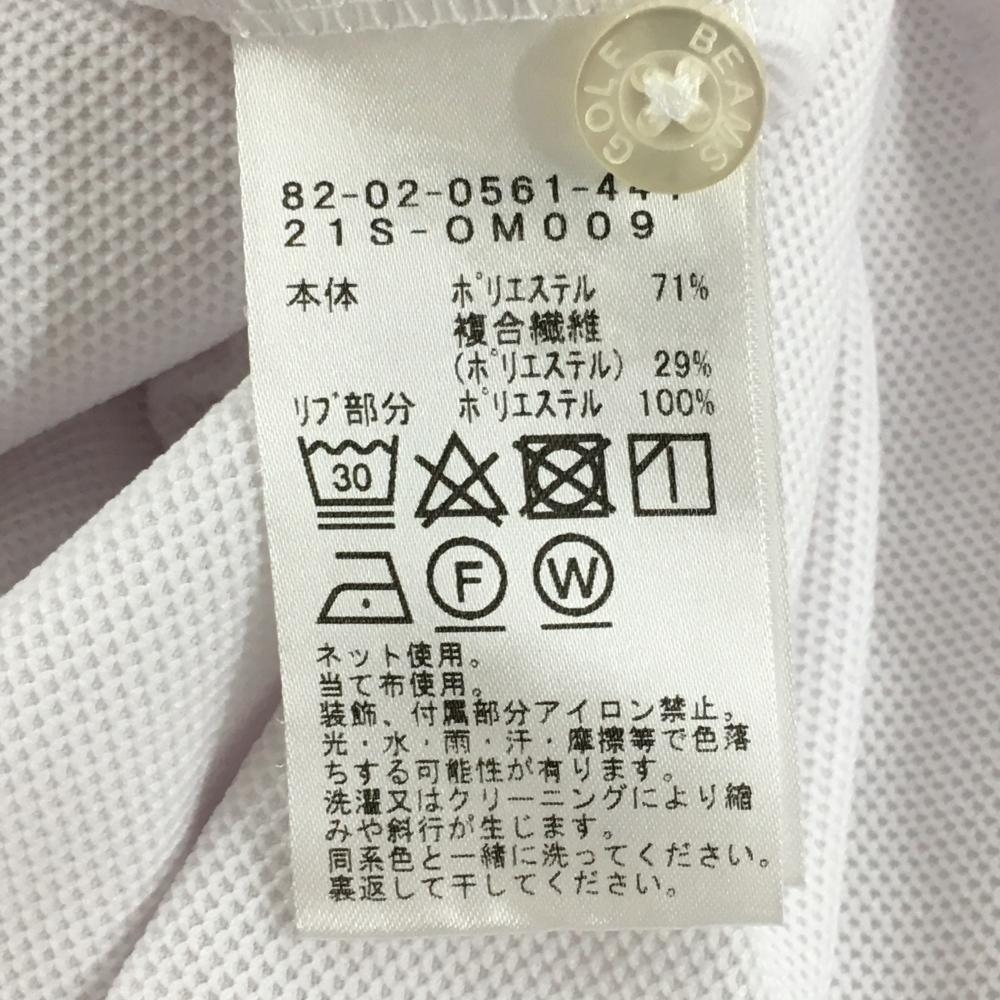 BEAMS GOLF
82-02-0561-441
21S-OM009
本体 ポリエステル 71%
複合繊維
(ポリエステル) 29%
リブ部分 ポリエステル 100%
30
F W
ネット使用。
当て布使用。
装飾、付属部分アイロン禁止。
光・水・雨・汗・摩擦等で色落
ちする可能性が有ります。
洗濯又はクリーニングにより縮
みや斜行が生じます。
同系色と一緒に洗ってください。
裏返して干してください。